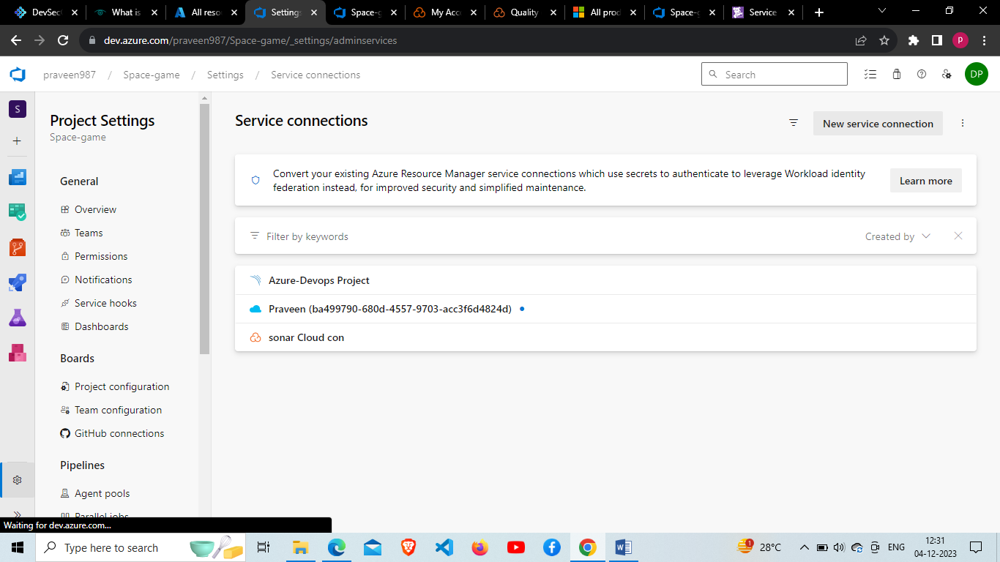 DevSec
What is
All reso
Settings
Space-g
My Acc
Quality
All prod
Space-g
Service
dev.azure.com/praveen987/Space-game/_settings/adminservices
p
praveen987 / Space-game / Settings / Service connections
Search
DP
S
Project Settings
Space-game
General
Overview
Teams
Permissions
Notifications
Service hooks
Dashboards
Boards
Project configuration
Team configuration
GitHub connections
Pipelines
Agent pools
Parallel jobs
Service connections
New service connection
Convert your existing Azure Resource Manager service connections which use secrets to authenticate to leverage Workload identity
federation instead, for improved security and simplified maintenance.
Learn more
Filter by keywords
Created by
Azure-Devops Project
Praveen (ba499790-680d-4557-9703-acc3f6d4824d)
sonar Cloud con
Waiting for dev.azure.com...
Type here to search
1
28°C
ENG
12:31
04-12-2023